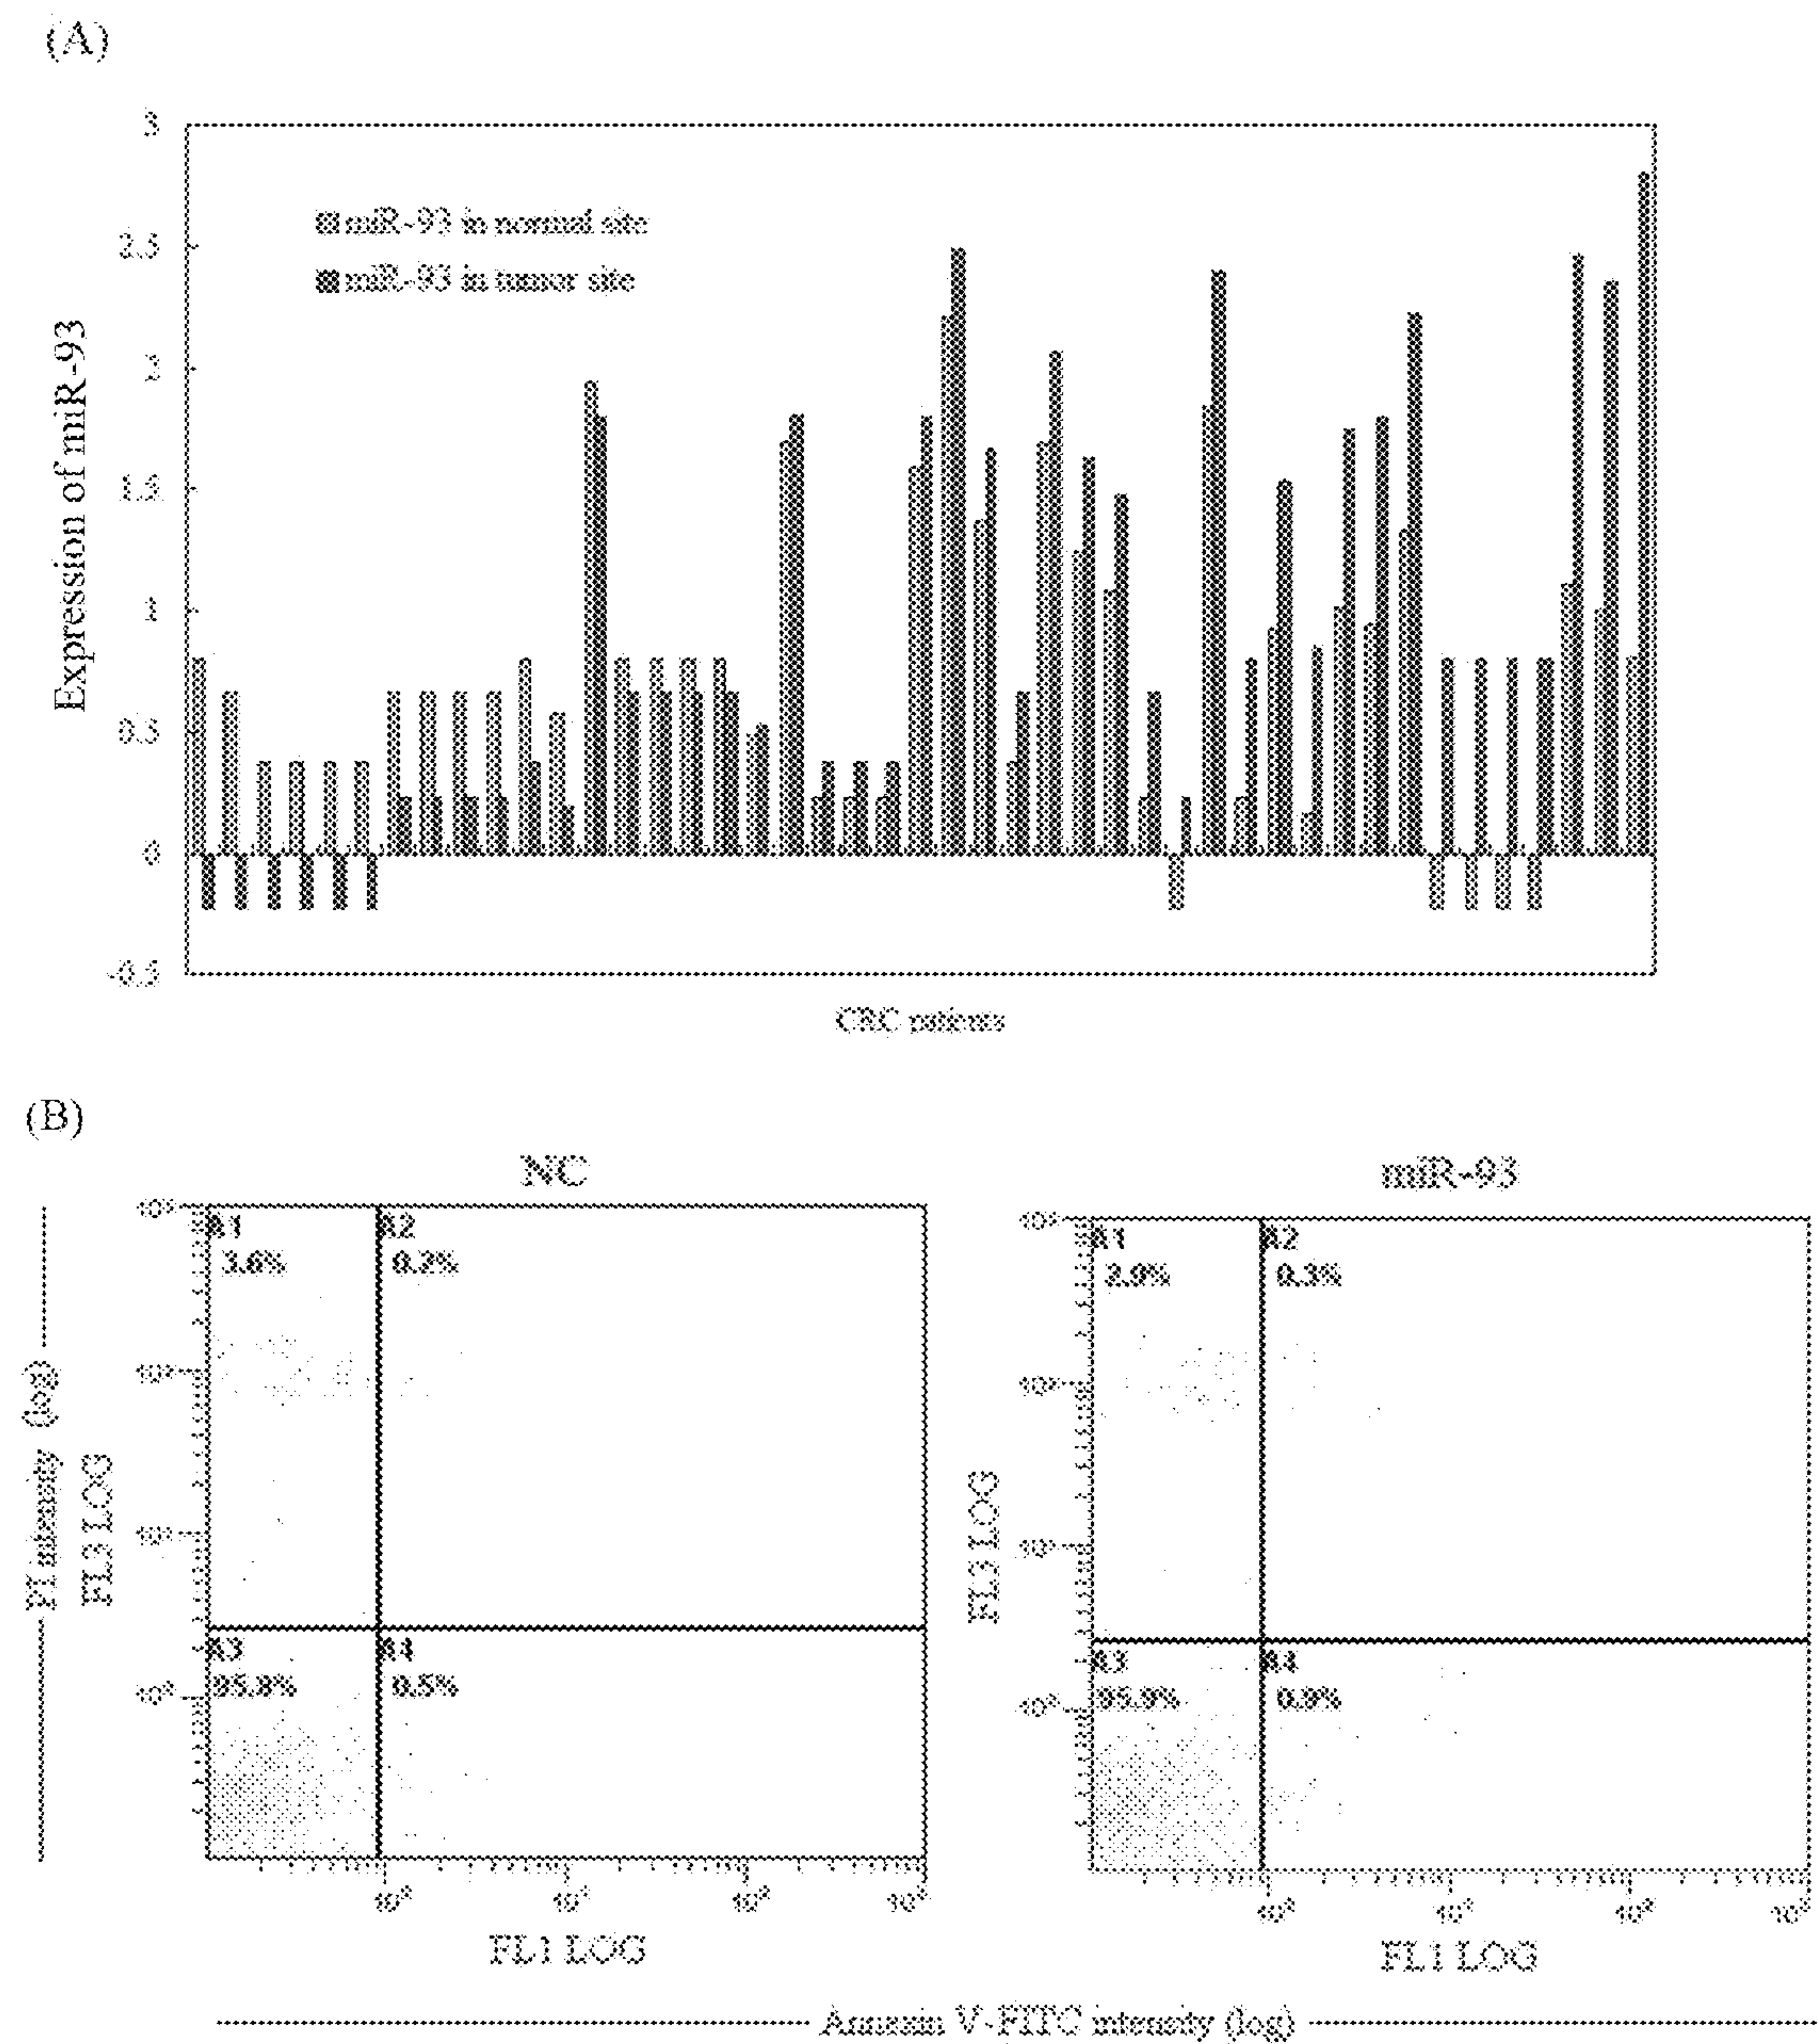 (A)
3
2.5
2
1.5
1
0.5
0
-0.5
Expression of miR-93
miR-93 in normal site
miR-93 in tumor site
CRC patients
(B)
NC
miR-93
PI intensity (log)
FL3 LOG
R1
3.6%
R2
0.2%
R3
95.8%
R4
0.5%
FL1 LOG
FL3 LOG
R1
2.9%
R2
0.3%
R3
95.9%
R4
0.9%
FL1 LOG
Annexin V-FITC intensity (log)